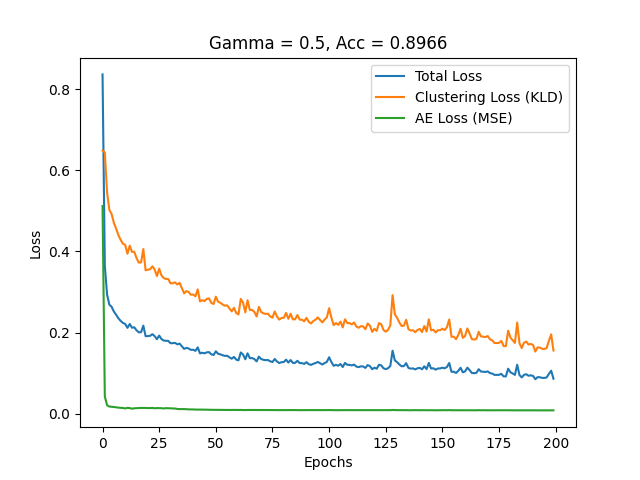 Gamma = 0.5, Acc = 0.8966
Total Loss
Clustering Loss (KLD)
AE Loss (MSE)
Loss
0.8
0.6
0.4
0.2
0.0
0 25 50 75 100 125 150 175 200
Epochs